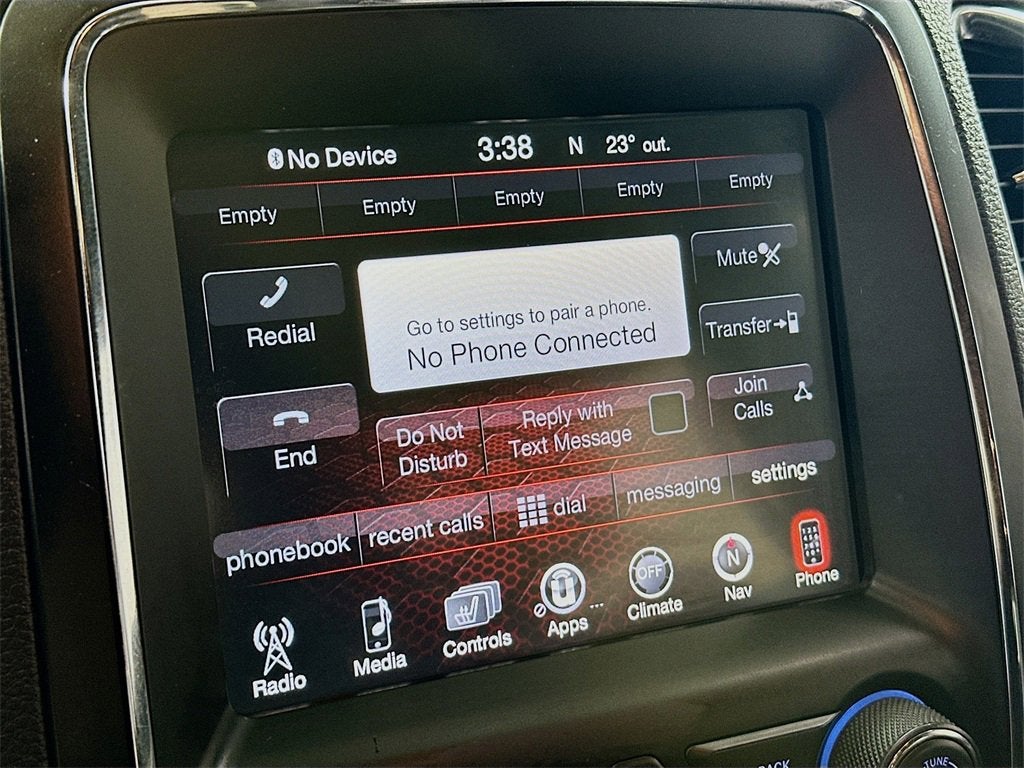 No Device 3:38 N 23° out.
Empty Empty Empty Empty Empty
Redial
Go to settings to pair a phone.
No Phone Connected
Mute
Transfer
Join
Calls
End
Do Not
Disturb
Reply with
Text Message
phonebook recent calls dial messaging settings
Radio Media Controls Apps ... Climate Nav Phone
OFF
N
BACK
TUNE